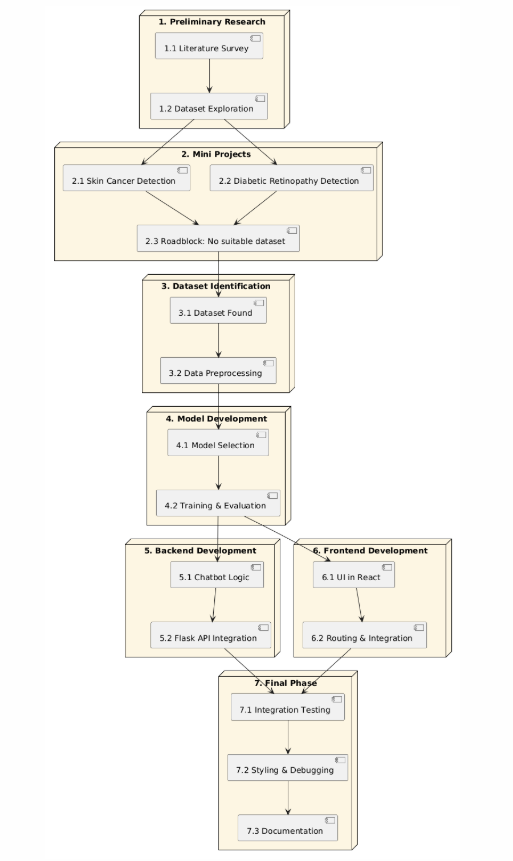 1. Preliminary Research
1.1 Literature Survey
1.2 Dataset Exploration
2. Mini Projects
2.1 Skin Cancer Detection
2.2 Diabetic Retinopathy Detection
2.3 Roadblock: No suitable dataset
3. Dataset Identification
3.1 Dataset Found
3.2 Data Preprocessing
4. Model Development
4.1 Model Selection
4.2 Training & Evaluation
5. Backend Development
6. Frontend Development
5.1 Chatbot Logic
6.1 UI in React
5.2 Flask API Integration
6.2 Routing & Integration
7. Final Phase
7.1 Integration Testing
7.2 Styling & Debugging
7.3 Documentation